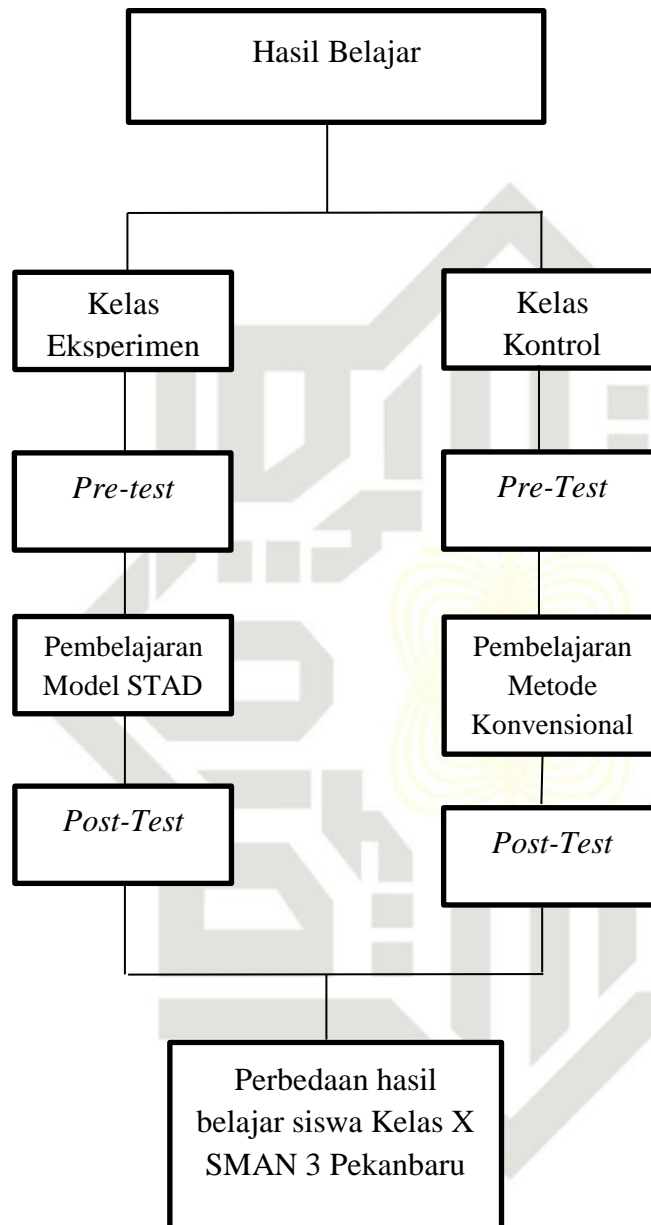 Hasil Belajar
Kelas
Eksperimen
Kelas
Kontrol
Pre-test
Pre-Test
Pembelajaran
Model STAD
Pembelajaran
Metode
Konvensional
Post-Test
Post-Test
Perbedaan hasil
belajar siswa Kelas X
SMAN 3 Pekanbaru